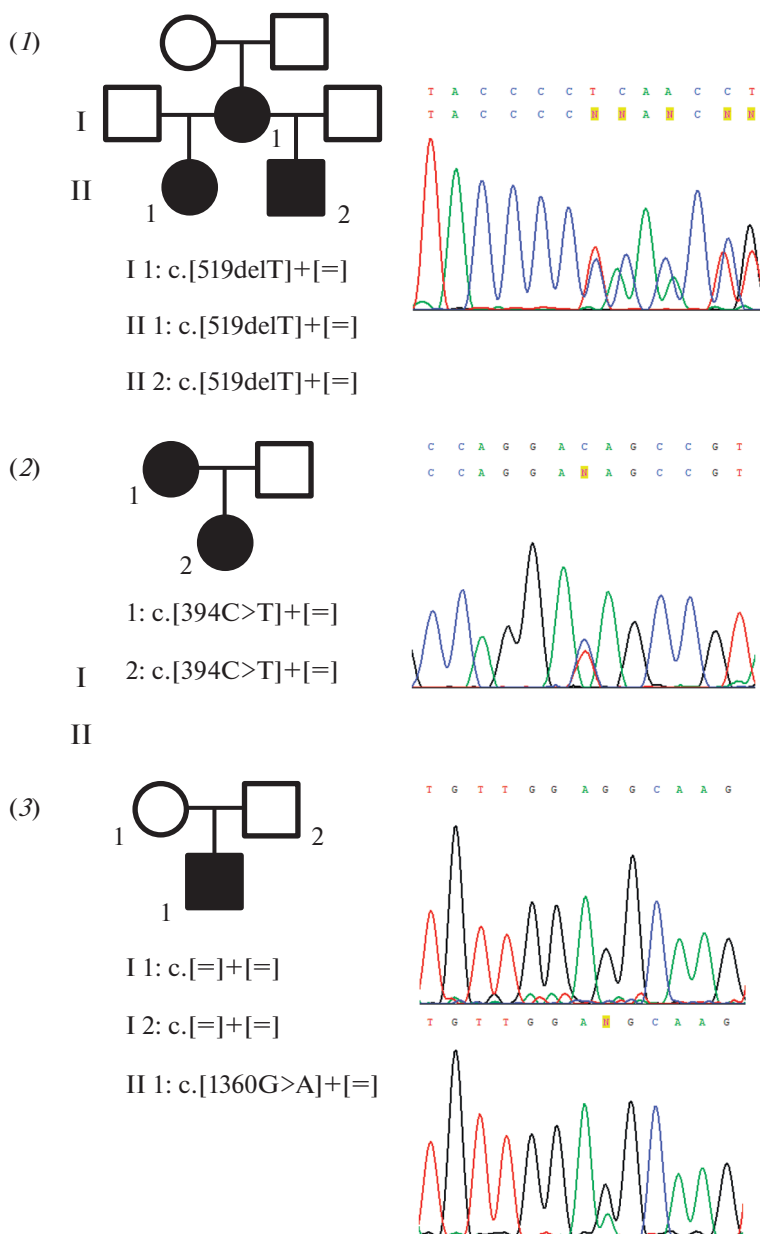 (1)
I
1
II
1
2
I 1: c.[519delT]+[=]
II 1: c.[519delT]+[=]
II 2: c.[519delT]+[=]
T A C C C C T C A A C C T
T A C C C C N N A N C N N
(2)
1
2
1: c.[394C>T]+[=]
I
2: c.[394C>T]+[=]
II
C C A G G A C A G C C G T
C C A G G A N A G C C G T
(3)
1
2
1
I 1: c.[=]+[=]
I 2: c.[=]+[=]
II 1: c.[1360G>A]+[=]
T G T T G G A G G C A A G
T G T T G G A N G C A A G